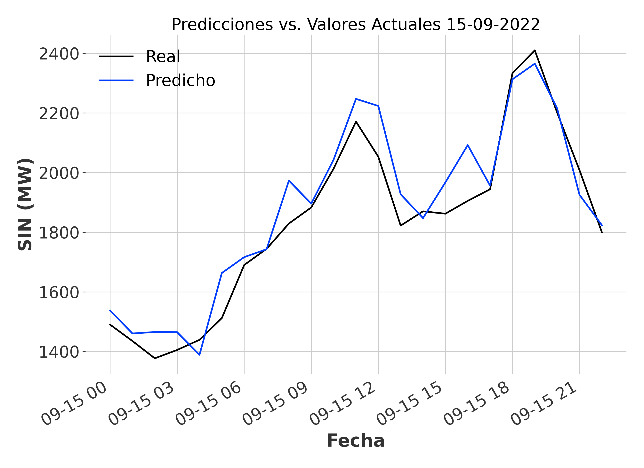 Predicciones vs. Valores Actuales 15-09-2022
Real
Predicho
SIN (MW)
2400
2200
2000
1800
1600
1400
09-15 00
09-15 03
09-15 06
09-15 09
09-15 12
09-15 15
09-15 18
09-15 21
Fecha